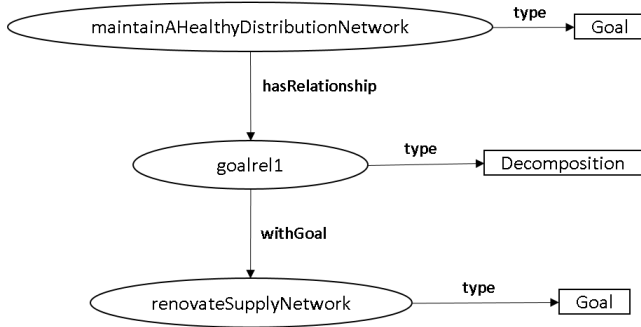 maintainAHealthyDistributionNetwork
type
Goal
hasRelationship
goalrel1
type
Decomposition
withGoal
renovateSupplyNetwork
type
Goal